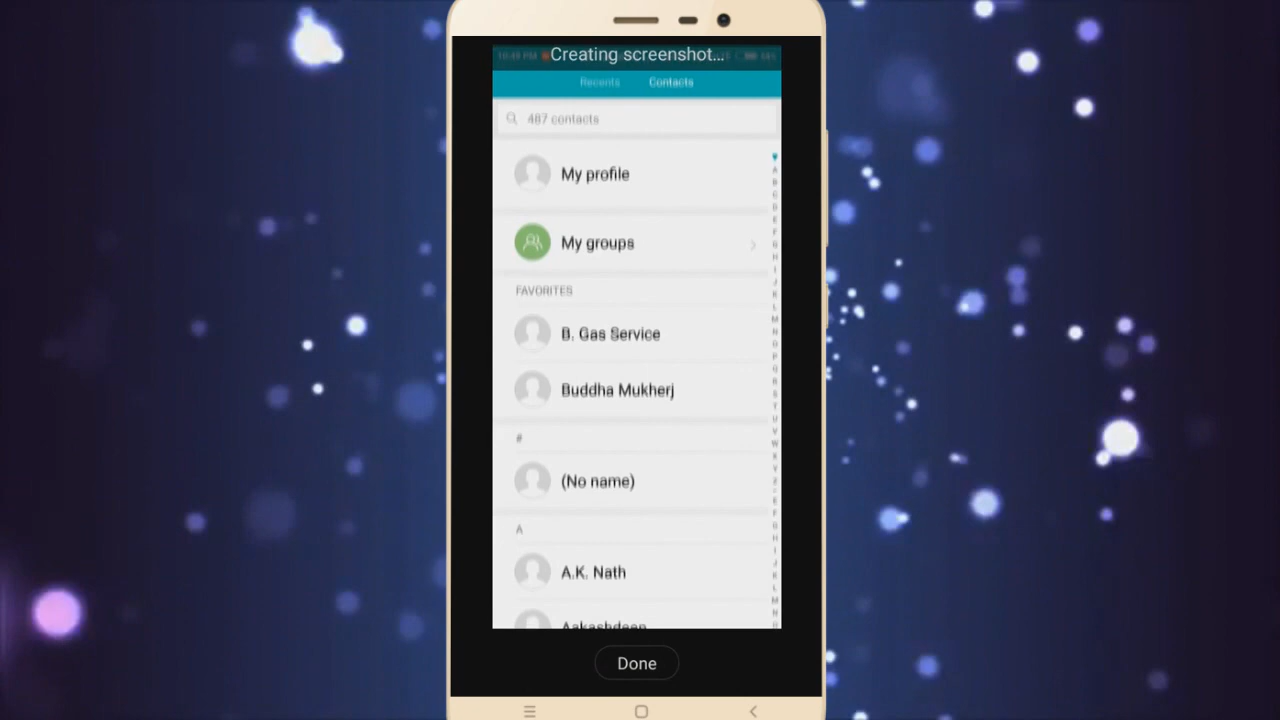 Creating screenshot...
Recents Contacts
487 contacts
My profile
My groups
FAVORITES
B. Gas Service
Buddha Mukherj
#
(No name)
A
A.K. Nath
Aakashdeep
Done